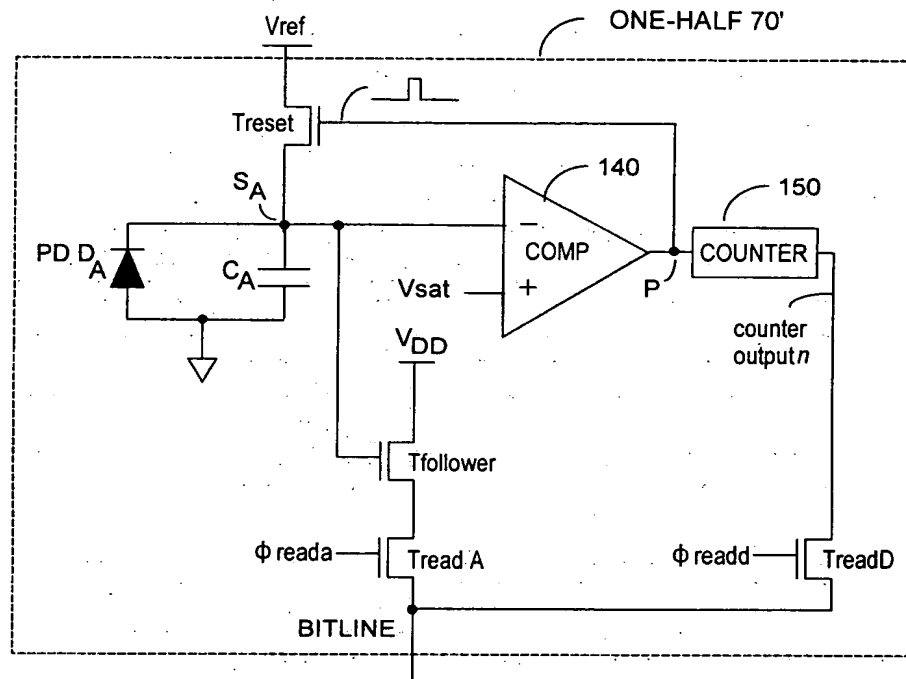 ONE-HALF 70'
Vref
Treset
140
150
SA
PD DA
CA
−
COMP
+
Vsat
P
COUNTER
counter
output n
VDD
Tfollower
Φ reada
Tread A
Φ readd
TreadD
BITLINE